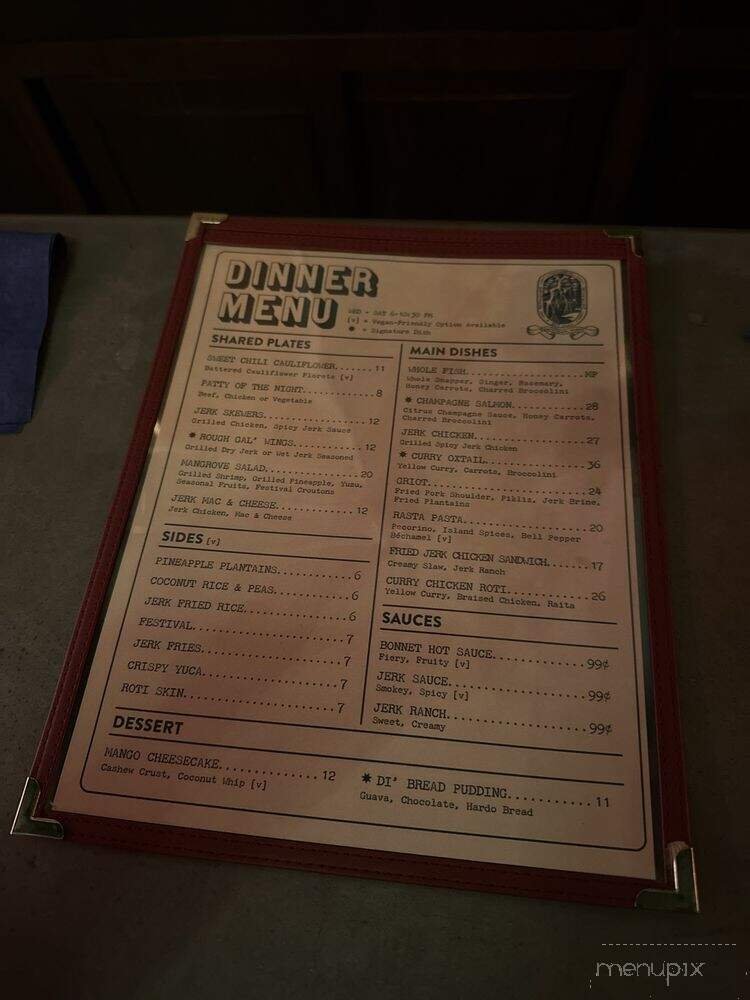 DINNER
MENU
WED - SAT 6-10:30 PM
[v] = Vegan-Friendly Option Available
✸ = Signature Dish
SHARED PLATES
SWEET CHILI CAULIFLOWER.......11
Battered Cauliflower Florets [v]
PATTY OF THE NIGHT............8
Beef, Chicken or Vegetable
JERK SKEWERS..................12
Grilled Chicken, Spicy Jerk Sauce
✸ ROUGH GAL' WINGS............12
Grilled Dry Jerk or Wet Jerk Seasoned
MANGROVE SALAD................20
Grilled Shrimp, Grilled Pineapple, Yuzu,
Seasonal Fruits, Festival Croutons
JERK MAC & CHEESE.............12
Jerk Chicken, Mac & Cheese
SIDES [v]
PINEAPPLE PLANTAINS...........6
COCONUT RICE & PEAS...........6
JERK FRIED RICE...............6
FESTIVAL......................7
JERK FRIES....................7
CRISPY YUCA...................7
ROTI SKIN.....................7
MAIN DISHES
WHOLE FISH....................MP
Whole Snapper, Ginger, Rosemary,
Honey Carrots, Charred Broccolini
✸ CHAMPAGNE SALMON............28
Citrus Champagne Sauce, Honey Carrots,
Charred Broccolini
JERK CHICKEN..................27
Grilled Spicy Jerk Chicken
✸ CURRY OXTAIL................36
Yellow Curry, Carrots, Broccolini
GRIOT.........................24
Fried Pork Shoulder, Pikliz, Jerk Brine,
Fried Plantains
RASTA PASTA...................20
Pecorino, Island Spices, Bell Pepper
Béchamel [v]
FRIED JERK CHICKEN SANDWICH...17
Creamy Slaw, Jerk Ranch
CURRY CHICKEN ROTI............26
Yellow Curry, Braised Chicken, Raita
SAUCES
BONNET HOT SAUCE..............99¢
Fiery, Fruity [v]
JERK SAUCE....................99¢
Smokey, Spicy [v]
JERK RANCH....................99¢
Sweet, Creamy
DESSERT
MANGO CHEESECAKE..............12
Cashew Crust, Coconut Whip [v]
✸ DI' BREAD PUDDING...........11
Guava, Chocolate, Hardo Bread
menupix